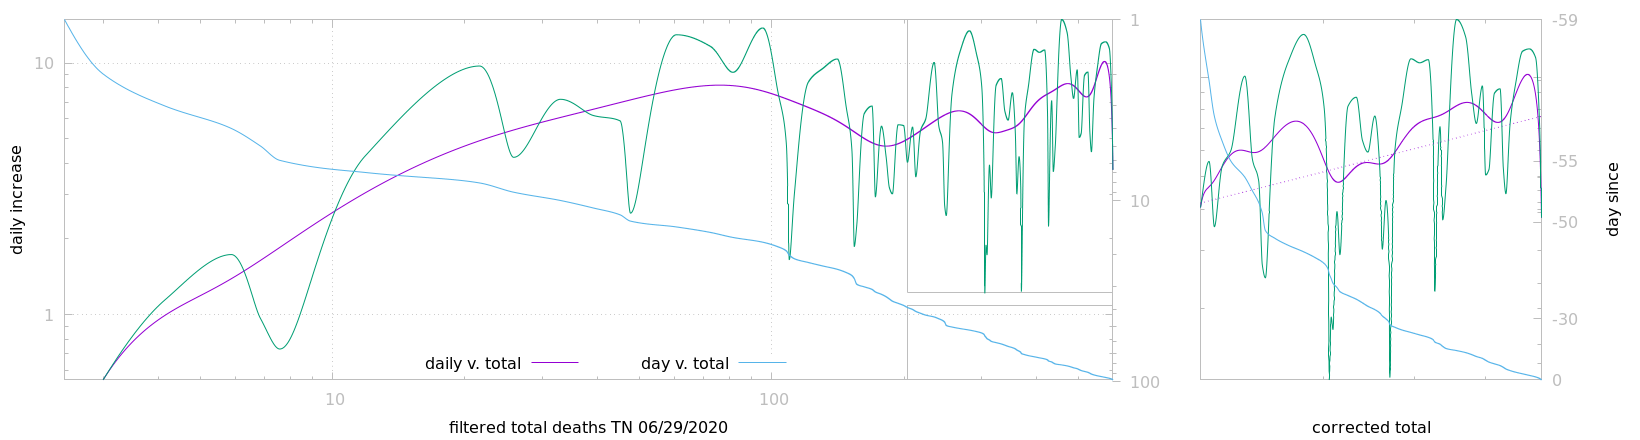 10
1
daily increase
daily v. total
day v. total
10
100
filtered total deaths TN 06/29/2020
1
10
100
-59
-55
-50
-30
0
day since
corrected total